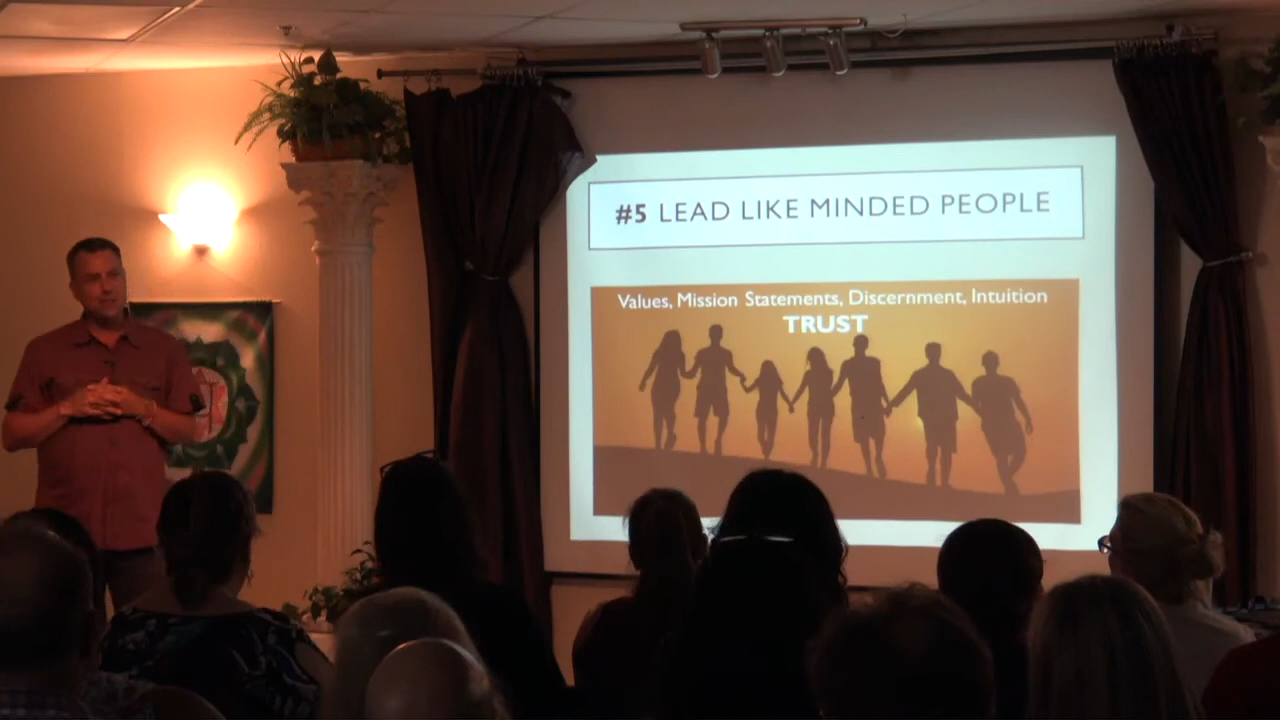 #5 LEAD LIKE MINDED PEOPLE
Values, Mission Statements, Discernment, Intuition
TRUST